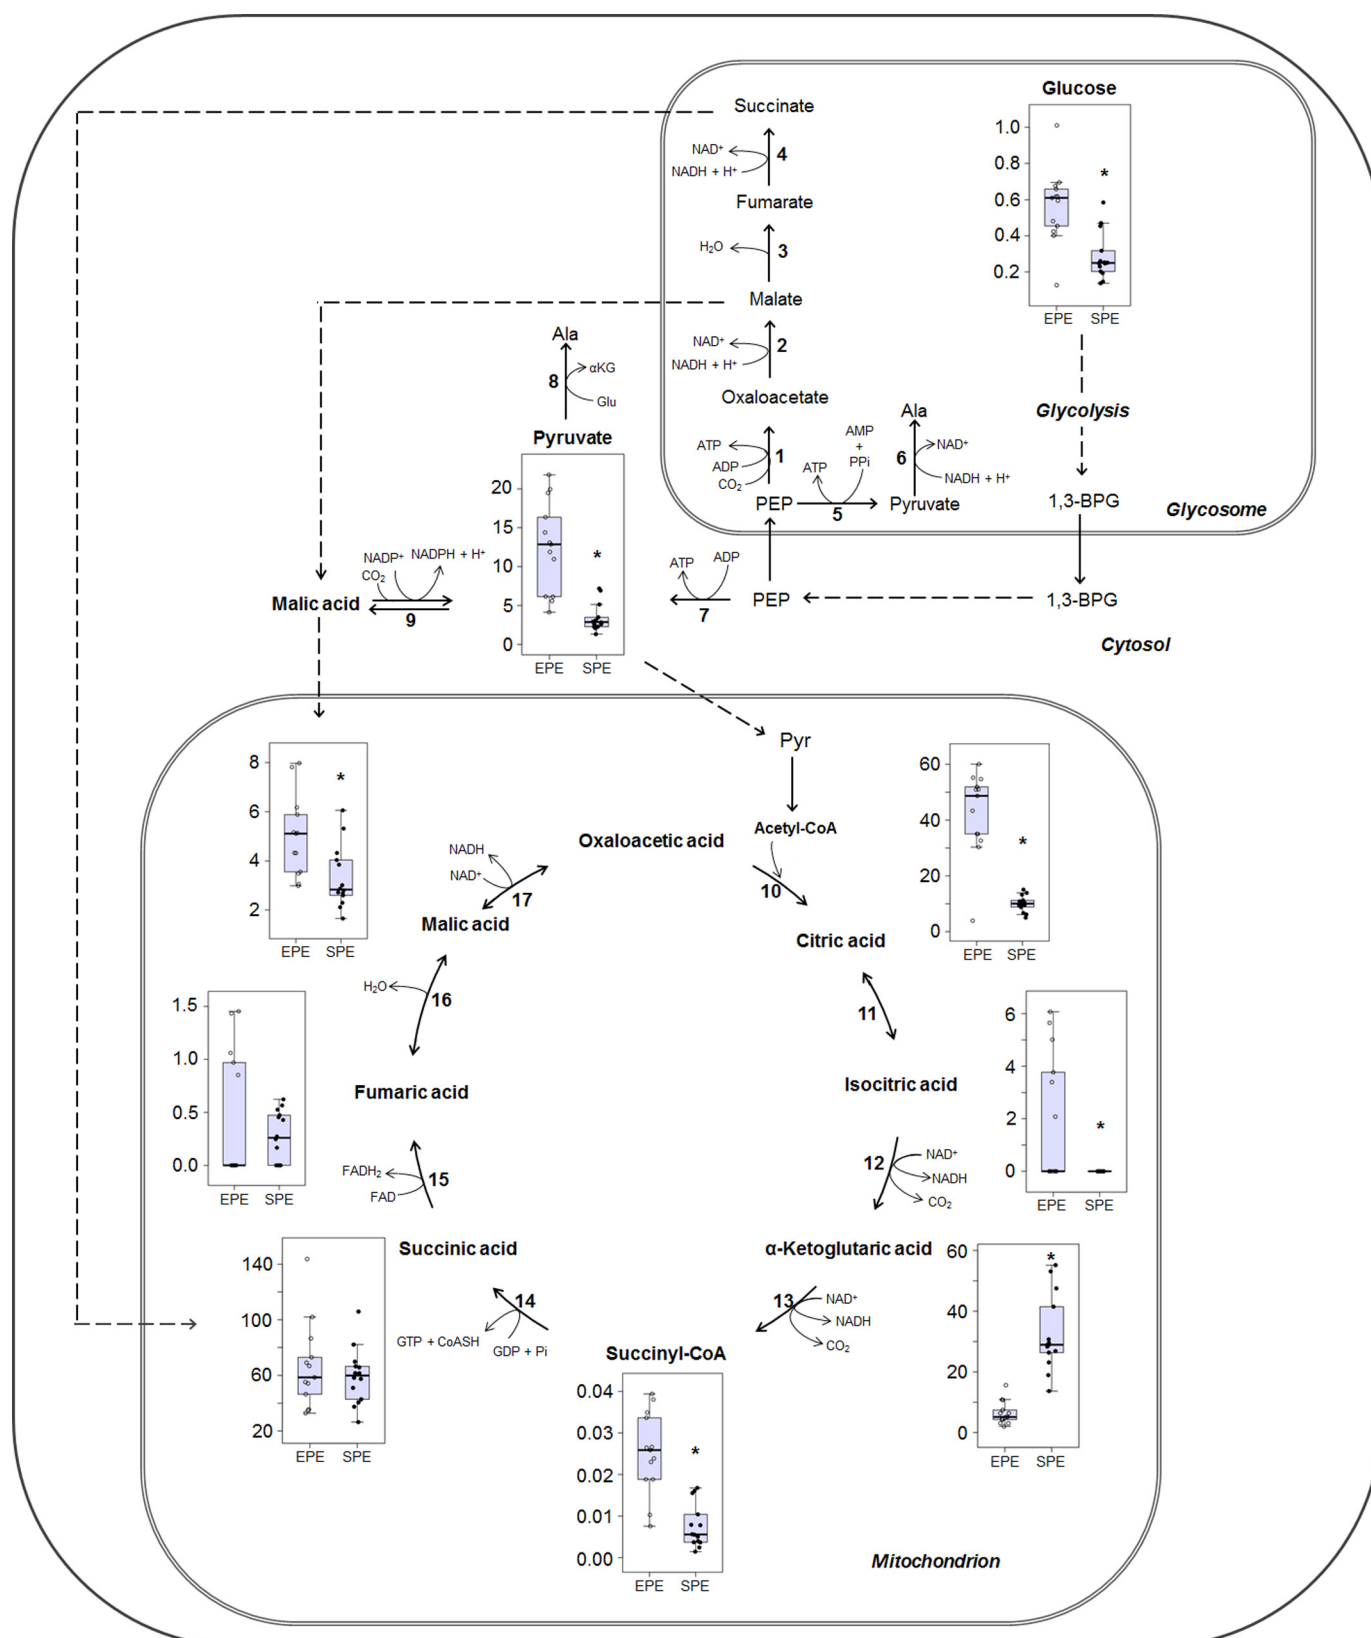 Glucose
1.0
0.8
0.6
0.4
0.2
*
EPE SPE
Succinate
NAD⁺
NADH + H⁺
4
Fumarate
H₂O
3
Malate
NAD⁺
NADH + H⁺
2
Oxaloacetate
ATP
ADP
CO₂
1
PEP
ATP
AMP
+
PPi
5
Pyruvate
6
NAD⁺
NADH + H⁺
Ala
Glycolysis
1,3-BPG
Glycosome
1,3-BPG
Cytosol
PEP
ATP
ADP
7
Ala
8
αKG
Glu
Pyruvate
20
15
10
5
0
*
EPE SPE
NADP⁺
NADPH + H⁺
CO₂
9
Malic acid
Pyr
Acetyl-CoA
Oxaloacetic acid
10
Citric acid
60
40
20
0
*
EPE SPE
11
Isocitric acid
6
4
2
0
*
EPE SPE
12
NAD⁺
NADH
CO₂
α-Ketoglutaric acid
60
40
20
0
*
EPE SPE
13
NAD⁺
NADH
CO₂
Succinyl-CoA
0.04
0.03
0.02
0.01
0.00
*
EPE SPE
14
GTP + CoASH
GDP + Pi
Succinic acid
140
100
60
20
EPE SPE
15
FADH₂
FAD
Fumaric acid
1.5
1.0
0.5
0.0
EPE SPE
16
H₂O
Malic acid
8
6
4
2
*
EPE SPE
17
NADH
NAD⁺
Mitochondrion